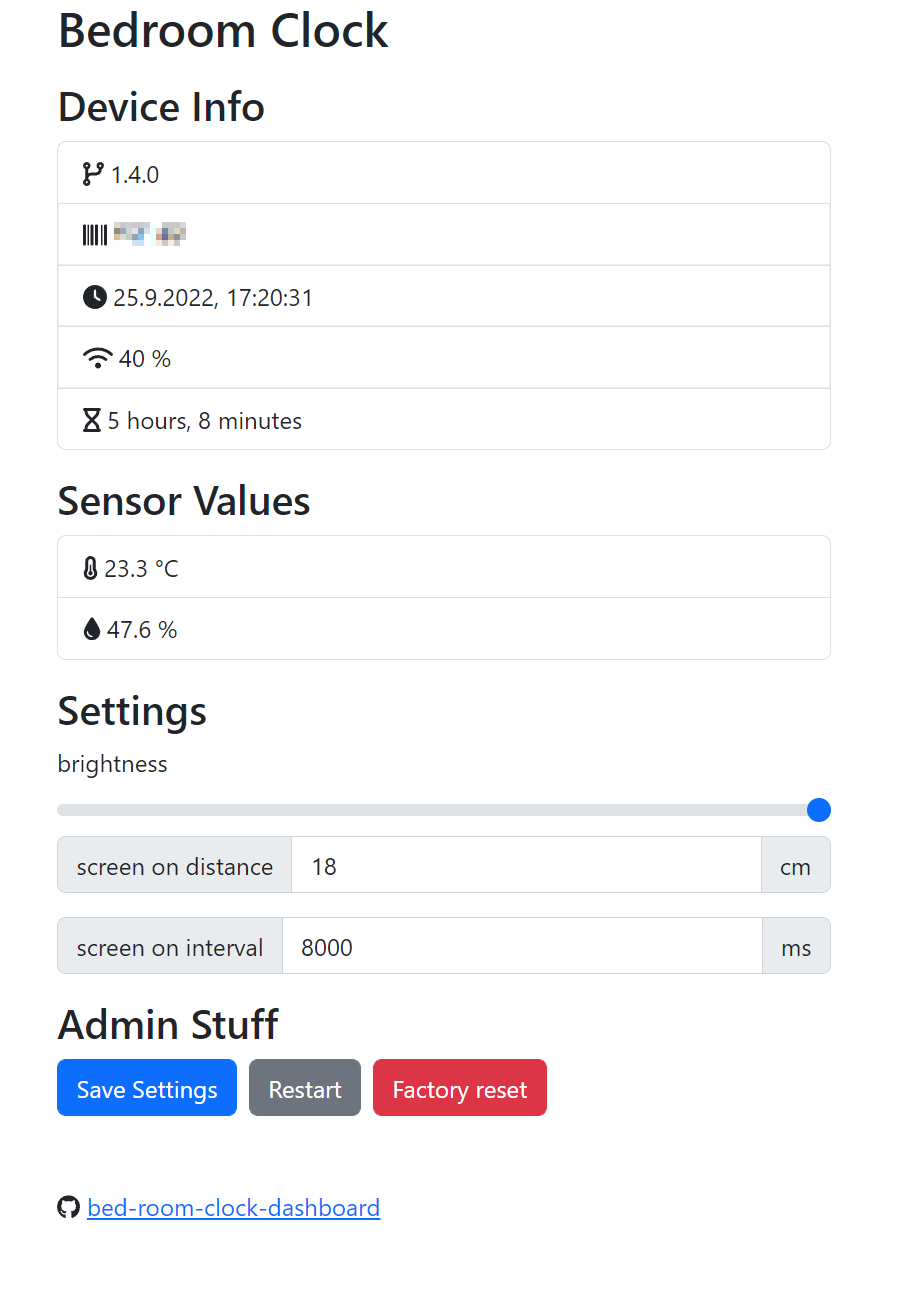 Bedroom Clock
Device Info
1.4.0
25.9.2022, 17:20:31
40 %
5 hours, 8 minutes
Sensor Values
23.3 °C
47.6 %
Settings
brightness
screen on distance 18 cm
screen on interval 8000 ms
Admin Stuff
Save Settings Restart Factory reset
bed-room-clock-dashboard